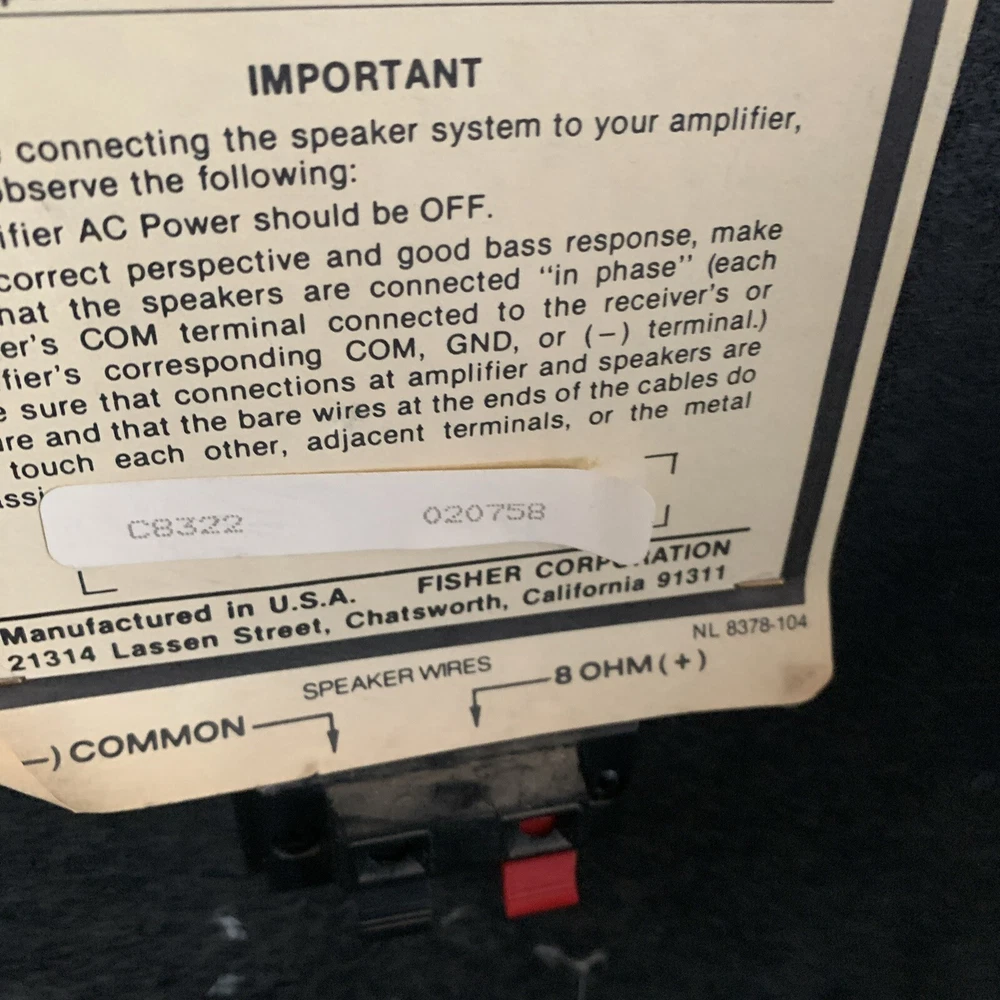 IMPORTANT
connecting the speaker system to your amplifier,
observe the following:
ifier AC Power should be OFF.
correct perspective and good bass response, make
hat the speakers are connected “in phase” (each
er's COM terminal connected to the receiver's or
fier's corresponding COM, GND, or (−) terminal.)
e sure that connections at amplifier and speakers are
re and that the bare wires at the ends of the cables do
touch each other, adjacent terminals, or the metal
assi
C8322 020758
Manufactured in U.S.A. FISHER CORP RATION
21314 Lassen Street, Chatsworth, California 91311
NL 8378-104
SPEAKER WIRES
8 OHM (+)
−) COMMON